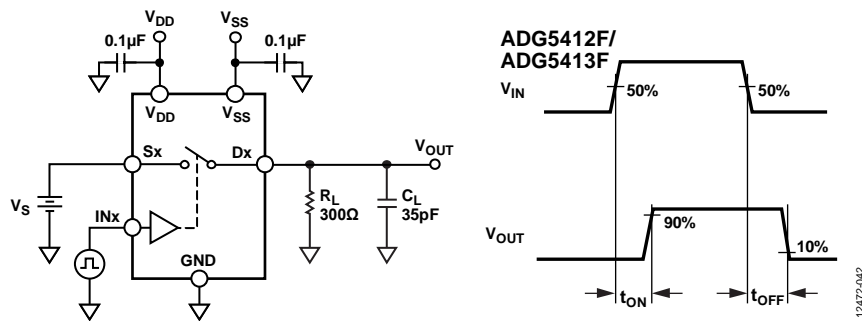 VDD
VSS
0.1µF
0.1µF
VDD
VSS
Sx
Dx
VOUT
VS
INx
RL
300Ω
CL
35pF
GND
ADG5412F/
ADG5413F
VIN
50%
50%
VOUT
90%
10%
tON
tOFF
12472-042